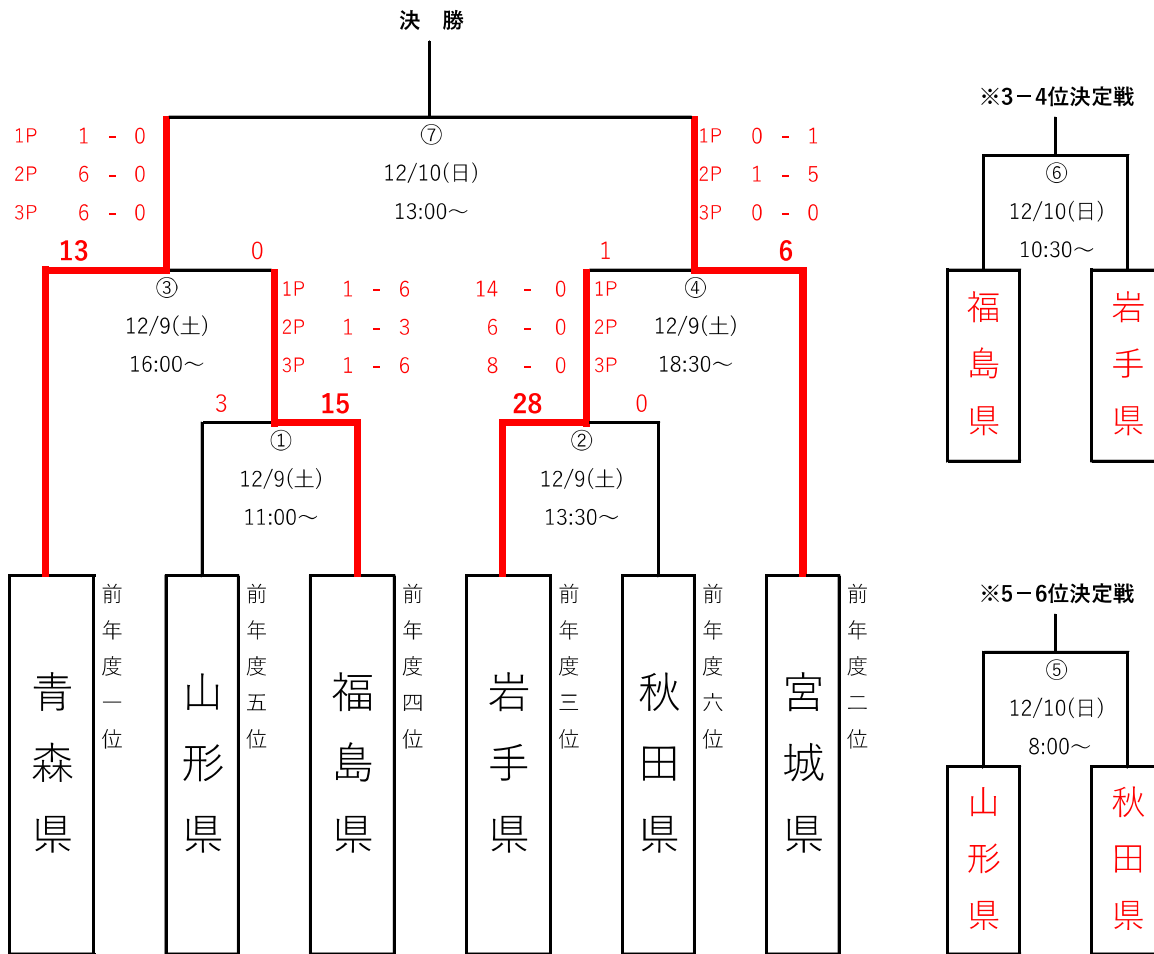 決 勝
⑦
12/10(日)
13:00～
1P 1 - 0
2P 6 - 0
3P 6 - 0
1P 0 - 1
2P 1 - 5
3P 0 - 0
13 0
③
12/9(土)
16:00～
1 6
④
12/9(土)
18:30～
1P 1 - 6
2P 1 - 3
3P 1 - 6
14 - 0 1P
6 - 0 2P
8 - 0 3P
3 15
①
12/9(土)
11:00～
28 0
②
12/9(土)
13:30～
青森県
前年度一位
山形県
前年度五位
福島県
前年度四位
岩手県
前年度三位
秋田県
前年度六位
宮城県
前年度二位
※3－4位決定戦
⑥
12/10(日)
10:30～
福島県
岩手県
※5－6位決定戦
⑤
12/10(日)
8:00～
山形県
秋田県